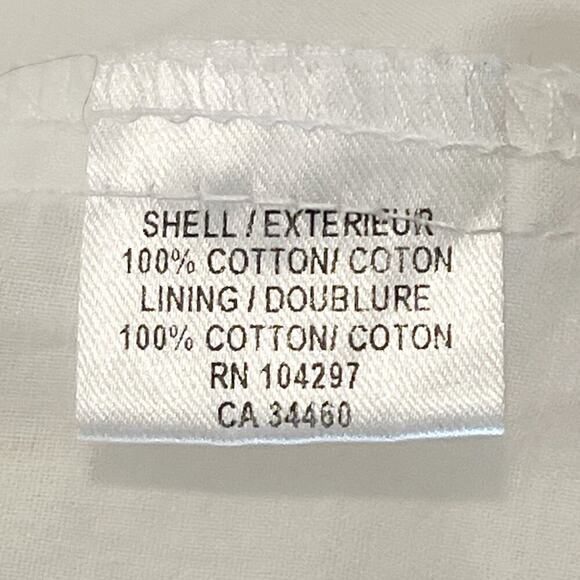 SHELL / EXTERIEUR
100% COTTON/ COTON
LINING / DOUBLURE
100% COTTON/ COTON
RN 104297
CA 34460